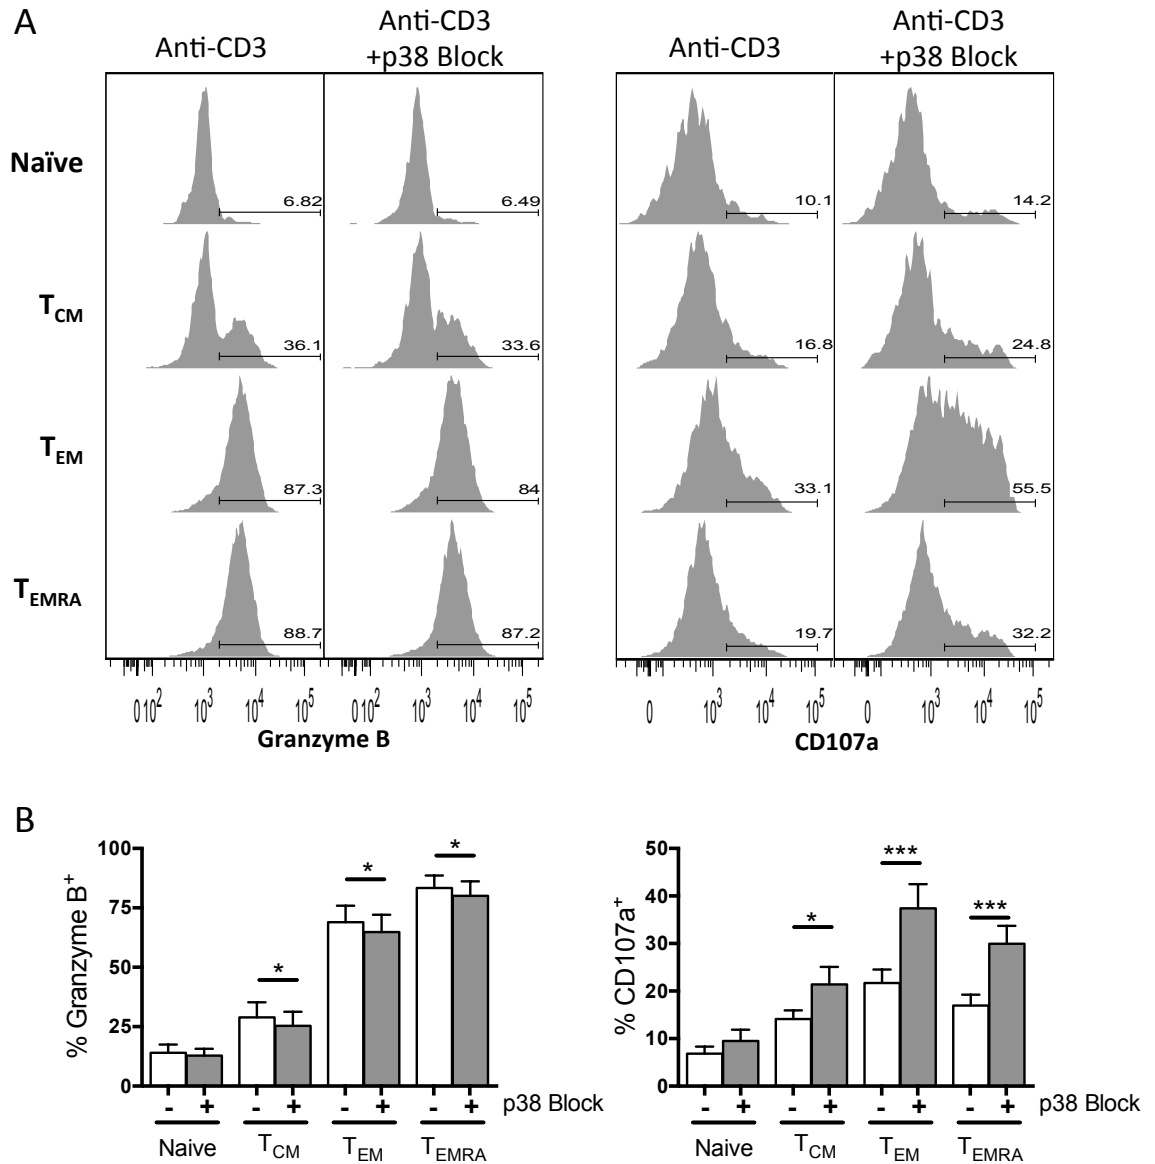 A
Anti-CD3
Anti-CD3
+p38 Block
Anti-CD3
Anti-CD3
+p38 Block
Naïve
6.82
6.49
10.1
14.2
TCM
36.1
33.6
16.8
24.8
TEM
87.3
84
33.1
55.5
TEMRA
88.7
87.2
19.7
32.2
0 10² 10³ 10⁴ 10⁵
0 10² 10³ 10⁴ 10⁵
0 10³ 10⁴ 10⁵
0 10³ 10⁴ 10⁵
Granzyme B
CD107a
B
% Granzyme B+
100
75
50
25
0
* * *
- + - + - + - + p38 Block
Naive TCM TEM TEMRA
% CD107a+
50
40
30
20
10
0
* *** ***
- + - + - + - + p38 Block
Naive TCM TEM TEMRA